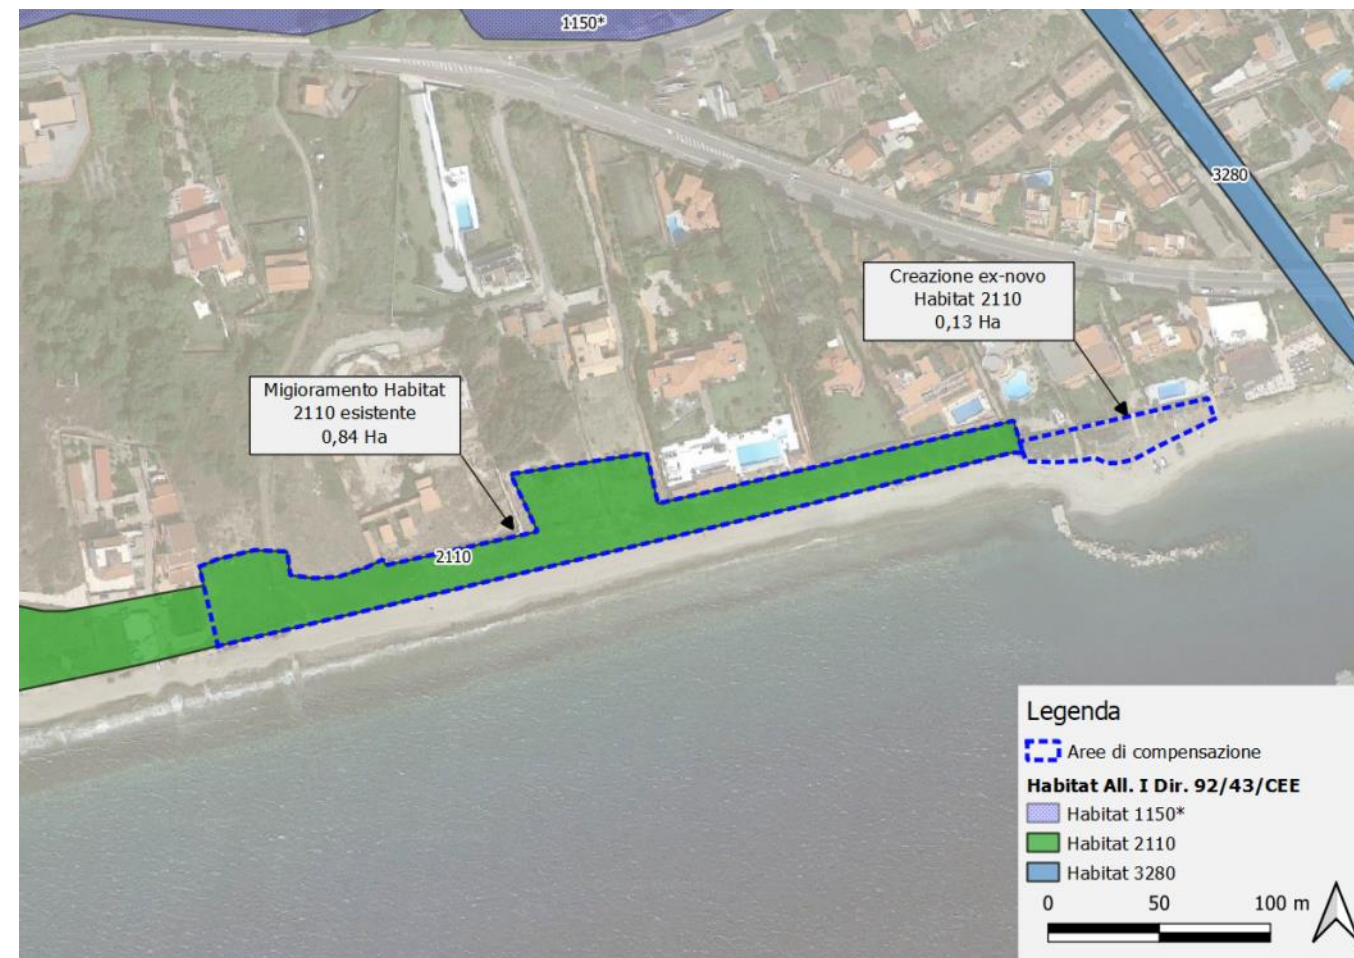 1150*
3280
Creazione ex-novo
Habitat 2110
0,13 Ha
Migioramento Habitat
2110 esistente
0,84 Ha
2110
Legenda
Aree di compensazione
Habitat All. I Dir. 92/43/CEE
Habitat 1150*
Habitat 2110
Habitat 3280
0 50 100 m